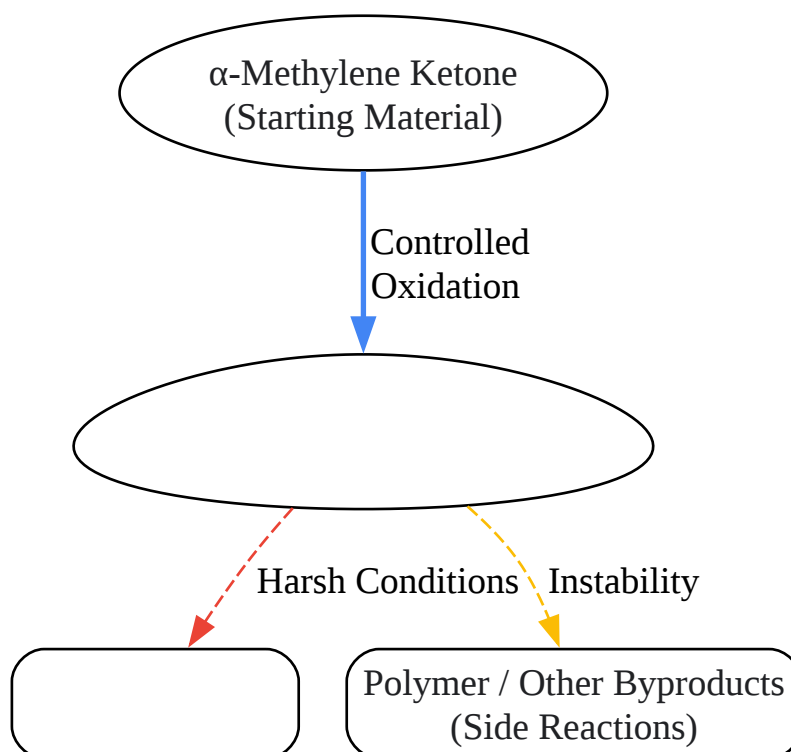 α-Methylene Ketone
(Starting Material)
Controlled
Oxidation
Harsh Conditions
Instability
Polymer / Other Byproducts
(Side Reactions)